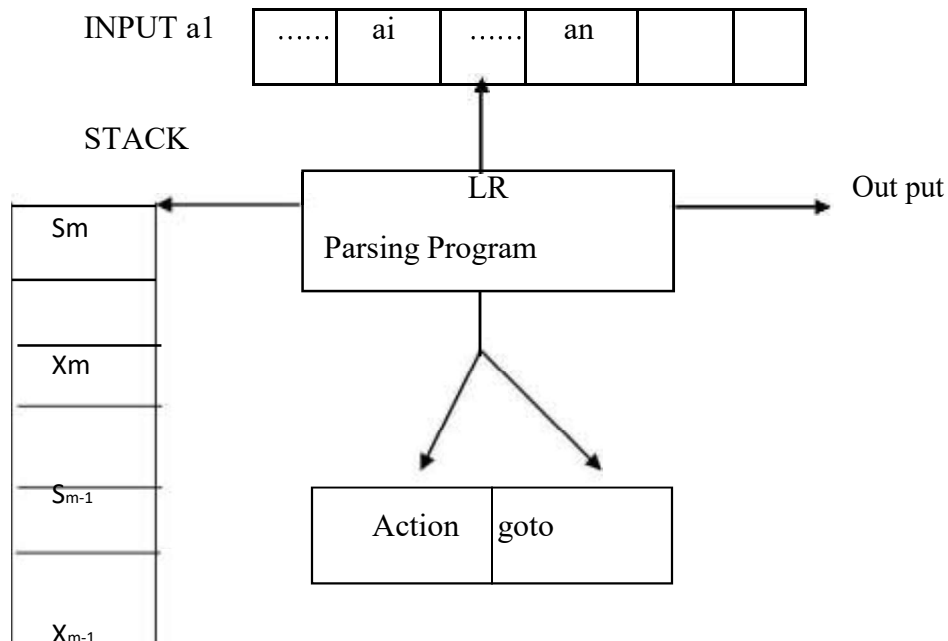 INPUT a1 …… ai …… an
STACK
LR
Parsing Program
Out put
Sm
Xm
Sm-1
Xm-1
Action goto